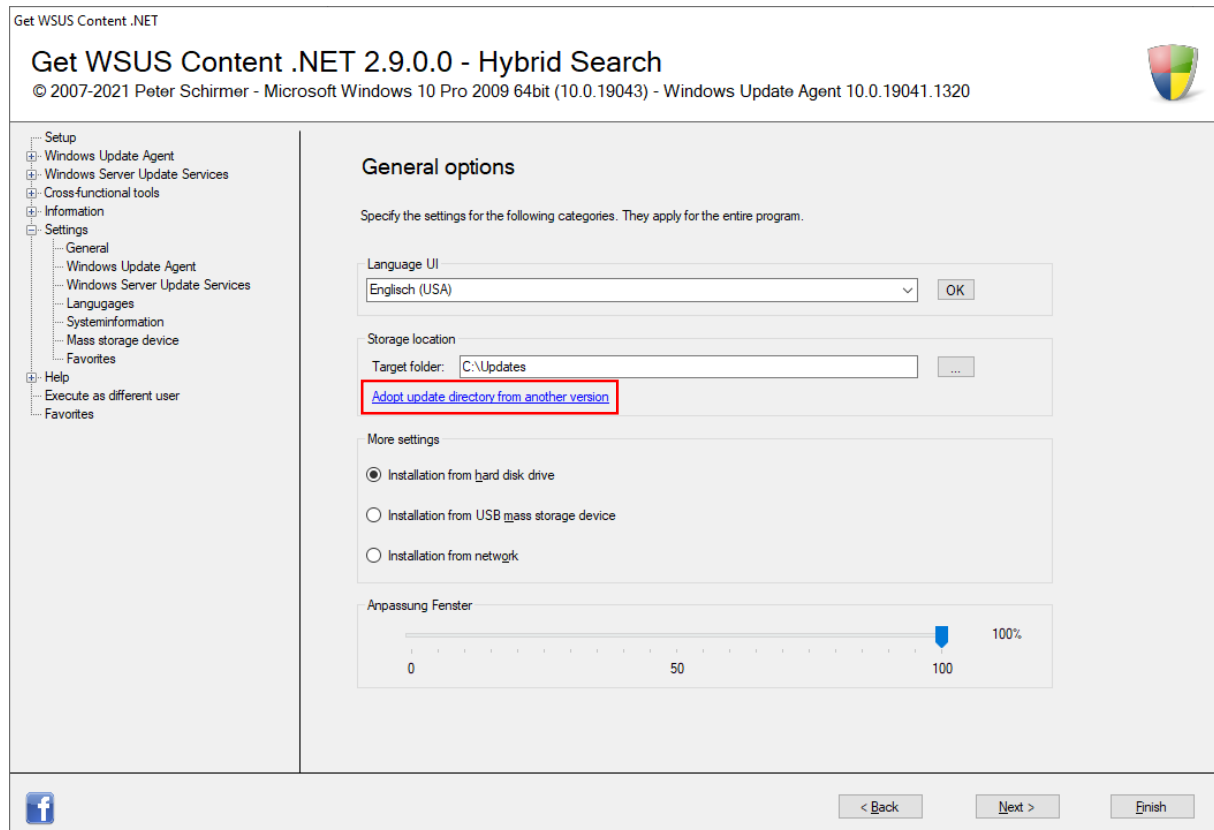 Get WSUS Content .NET
Get WSUS Content .NET 2.9.0.0 - Hybrid Search
© 2007-2021 Peter Schirmer - Microsoft Windows 10 Pro 2009 64bit (10.0.19043) - Windows Update Agent 10.0.19041.1320
Setup
Windows Update Agent
Windows Server Update Services
Cross-functional tools
Information
Settings
General
Windows Update Agent
Windows Server Update Services
Langugages
Systeminformation
Mass storage device
Favorites
Help
Execute as different user
Favorites
General options
Specify the settings for the following categories. They apply for the entire program.
Language UI
Englisch (USA)
OK
Storage location
Target folder: C:\Updates ...
Adopt update directory from another version
More settings
Installation from hard disk drive
Installation from USB mass storage device
Installation from network
Anpassung Fenster
100%
0 50 100
f
< Back Next > Finish